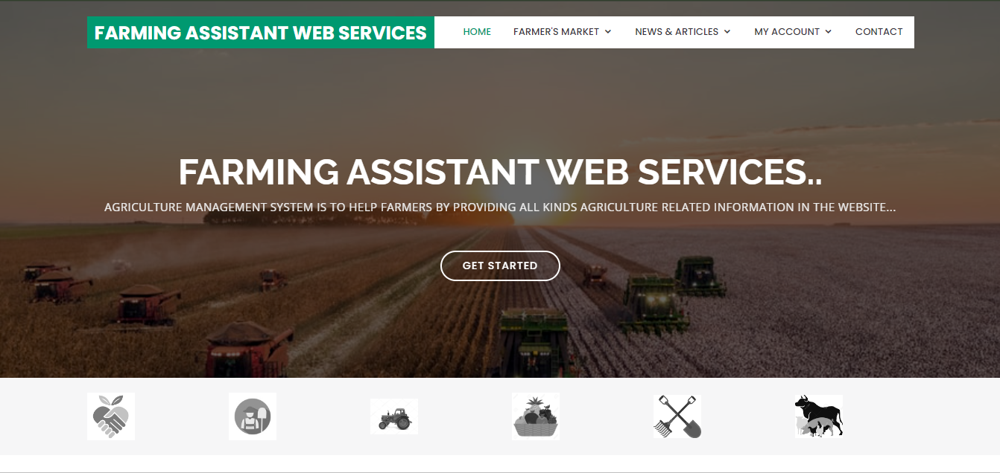 FARMING ASSISTANT WEB SERVICES
HOME FARMER'S MARKET NEWS & ARTICLES MY ACCOUNT CONTACT
FARMING ASSISTANT WEB SERVICES..
AGRICULTURE MANAGEMENT SYSTEM IS TO HELP FARMERS BY PROVIDING ALL KINDS AGRICULTURE RELATED INFORMATION IN THE WEBSITE...
GET STARTED